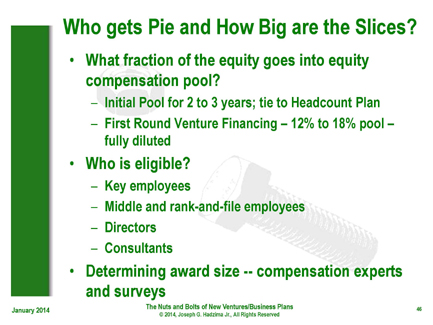 Who gets Pie and How Big are the Slices?
• What fraction of the equity goes into equity
compensation pool?
– Initial Pool for 2 to 3 years; tie to Headcount Plan
– First Round Venture Financing – 12% to 18% pool –
fully diluted
• Who is eligible?
– Key employees
– Middle and rank-and-file employees
– Directors
– Consultants
• Determining award size -- compensation experts
and surveys
January 2014
The Nuts and Bolts of New Ventures/Business Plans
© 2014, Joseph G. Hadzima Jr., All Rights Reserved
46